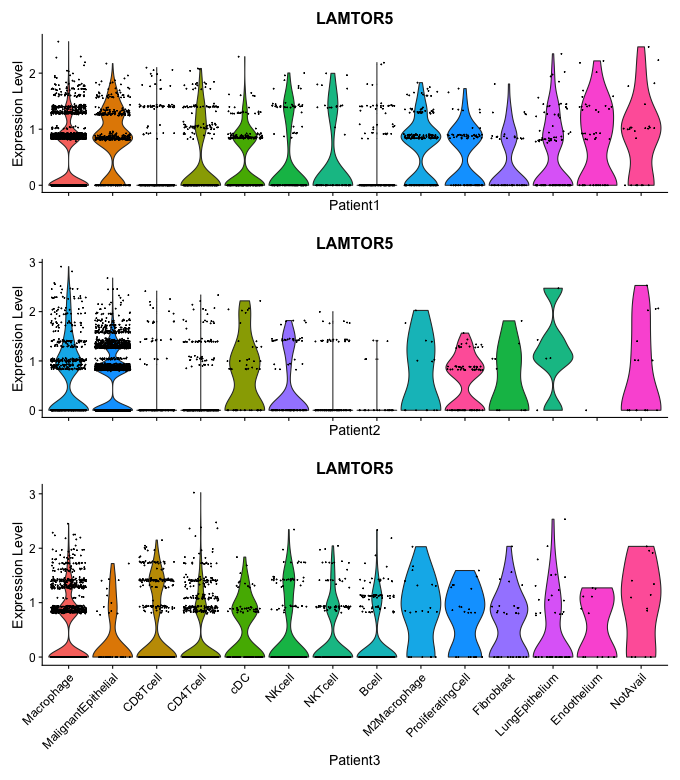 LAMTOR5
Expression Level
2
1
0
Patient1
LAMTOR5
Expression Level
3
2
1
0
Patient2
LAMTOR5
Expression Level
3
2
1
0
Macrophage
MalignantEpithelial
CD8Tcell
CD4Tcell
cDC
NKcell
NKTcell
Bcell
M2Macrophage
ProliferatingCell
Fibroblast
LungEpithelium
Endothelium
NotAvail
Patient3